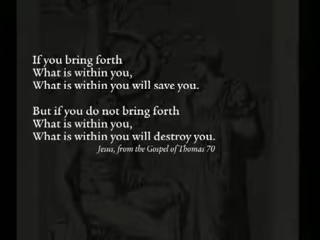 If you bring forth
What is within you,
What is within you will save you.
But if you do not bring forth
What is within you,
What is within you will destroy you.
Jesus, from the Gospel of Thomas 70